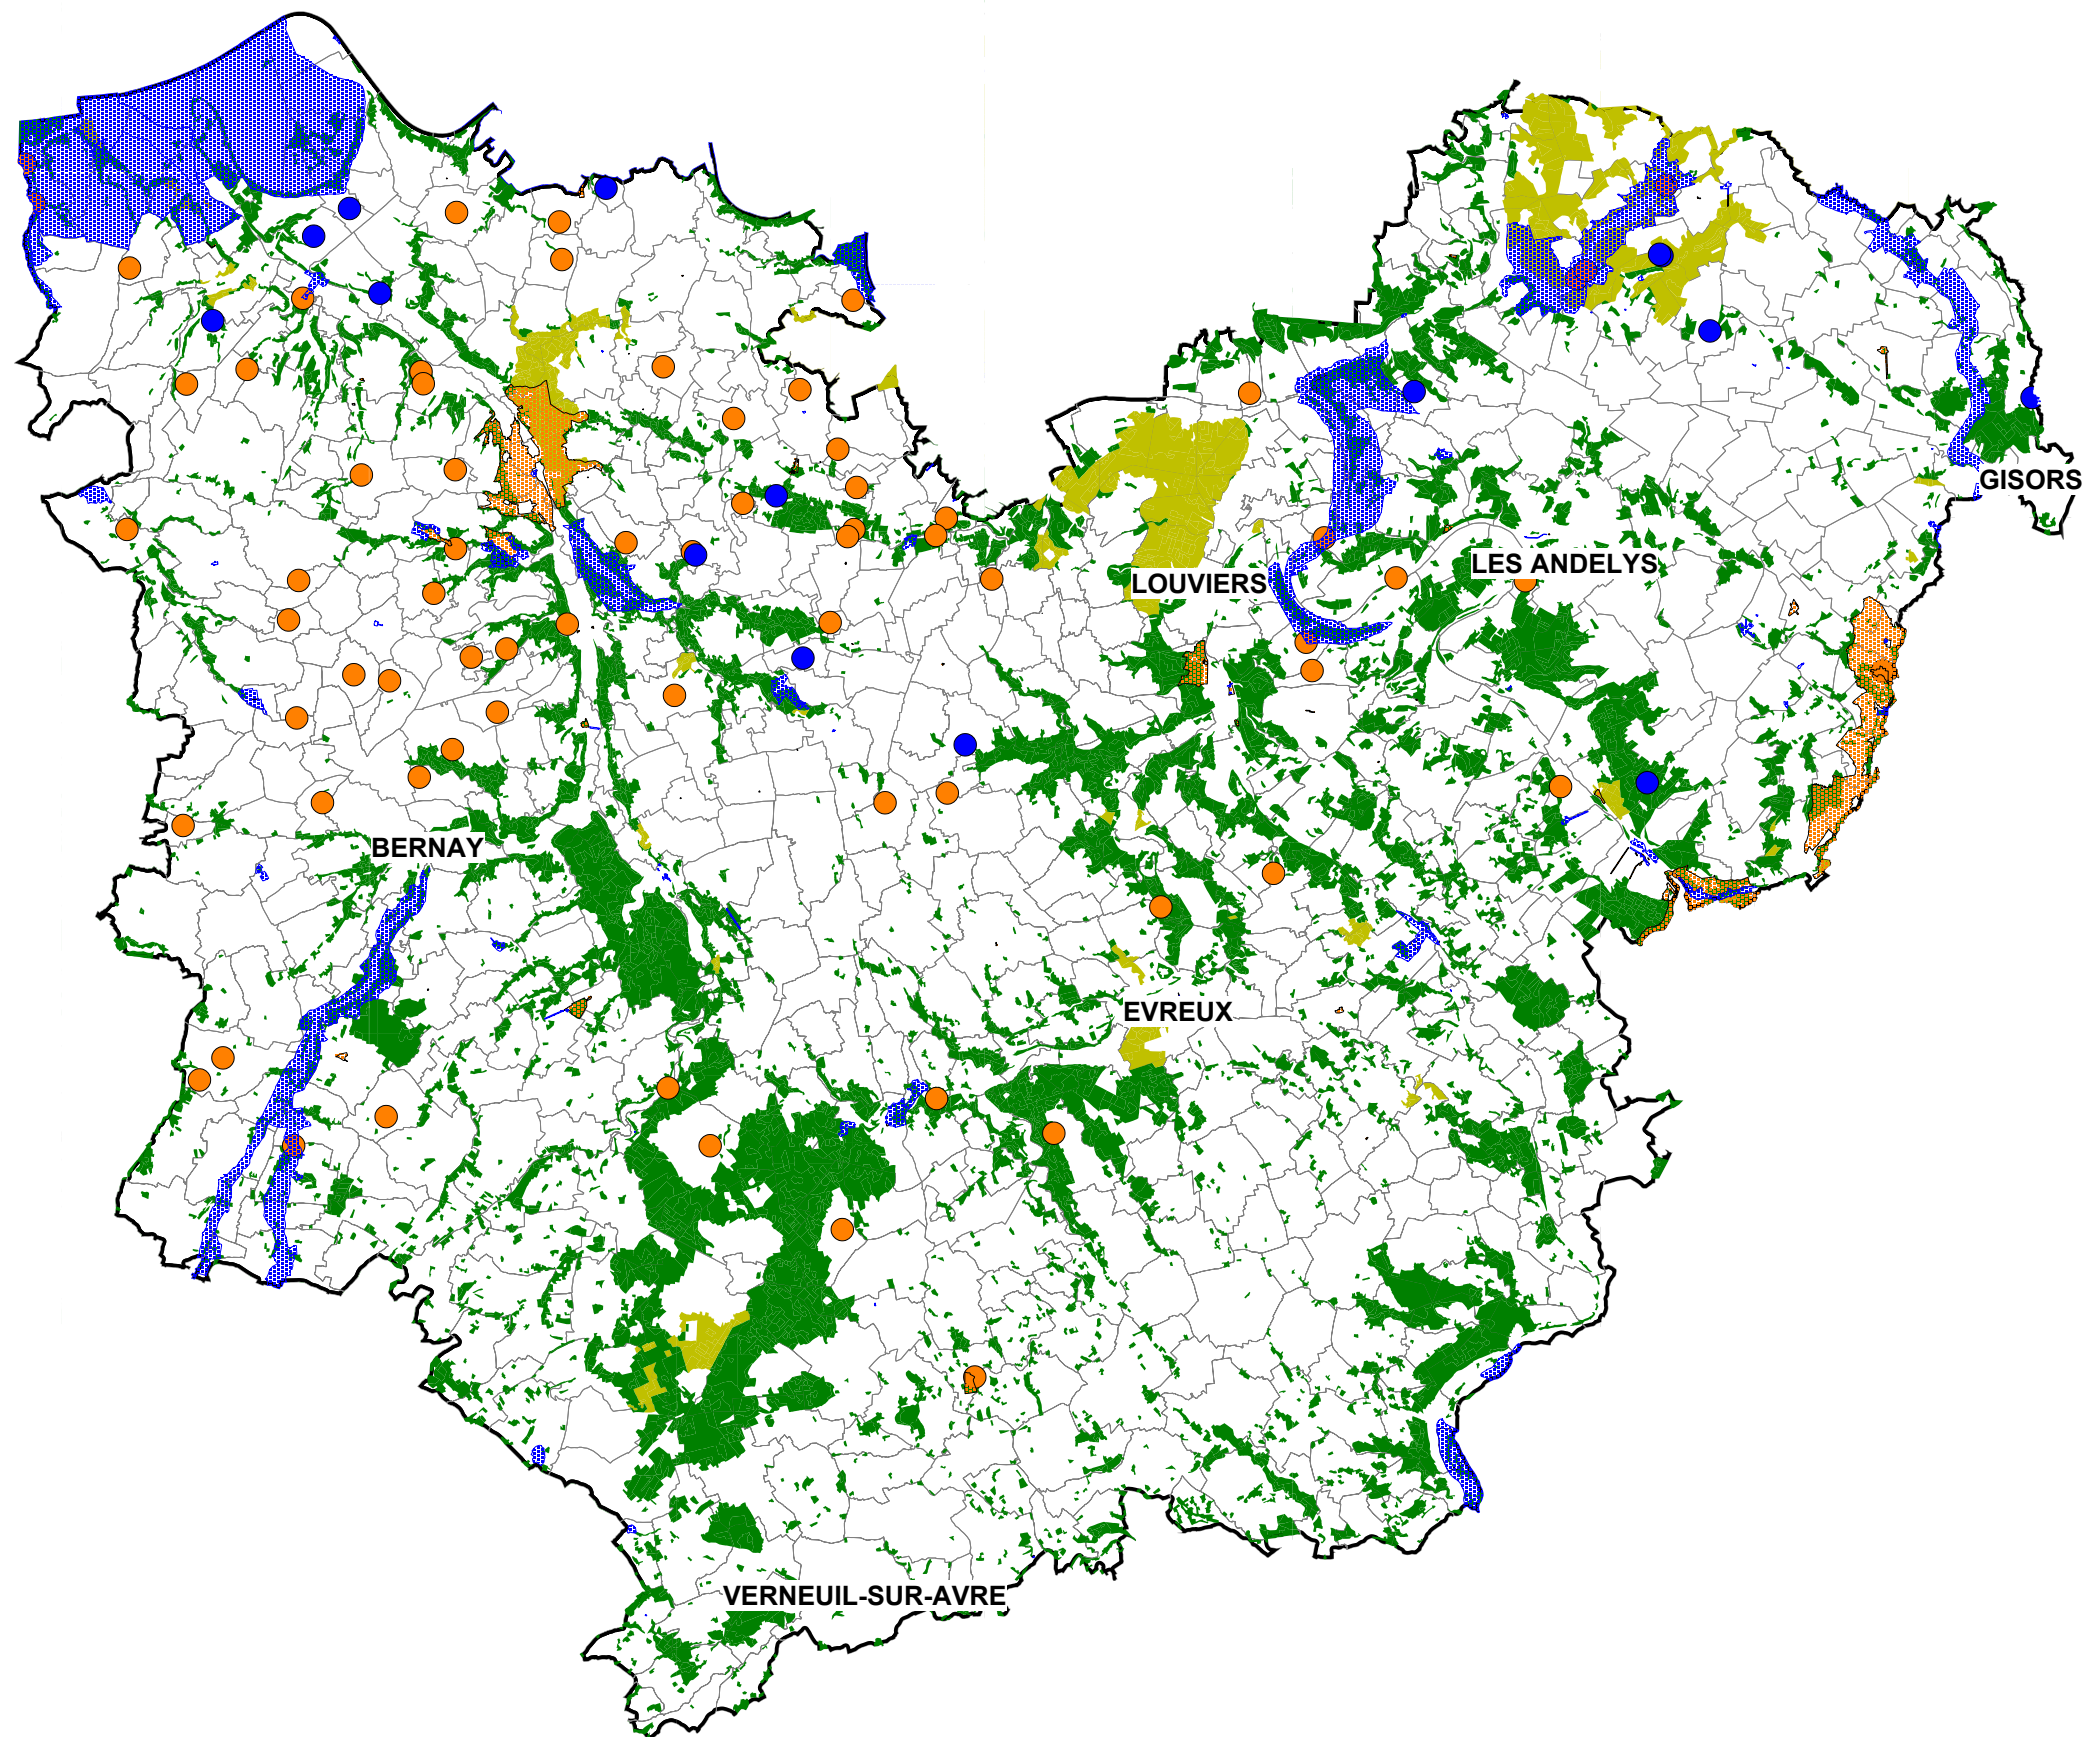 GISORS
LES ANDELYS
LOUVIERS
BERNAY
EVREUX
VERNEUIL-SUR-AVRE